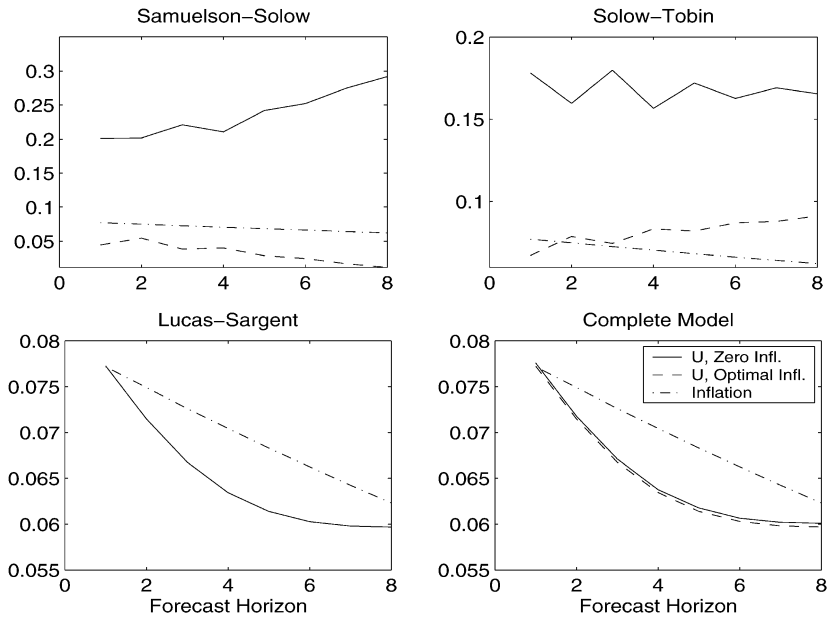 Samuelson−Solow
0.3
0.25
0.2
0.15
0.1
0.05
0 2 4 6 8
Solow−Tobin
0.2
0.15
0.1
0 2 4 6 8
Lucas−Sargent
0.08
0.075
0.07
0.065
0.06
0.055
0 2 4 6 8
Forecast Horizon
Complete Model
U, Zero Infl.
U, Optimal Infl.
Inflation
0.08
0.075
0.07
0.065
0.06
0.055
0 2 4 6 8
Forecast Horizon